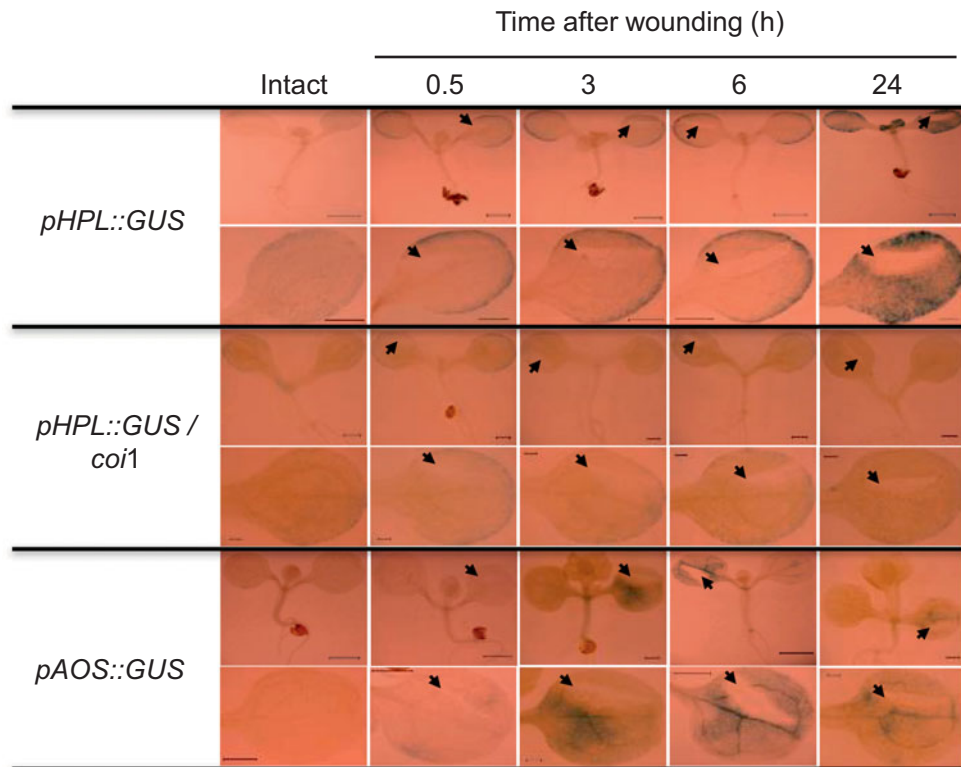 Time after wounding (h)
Intact 0.5 3 6 24
pHPL::GUS
pHPL::GUS /
coi1
pAOS::GUS